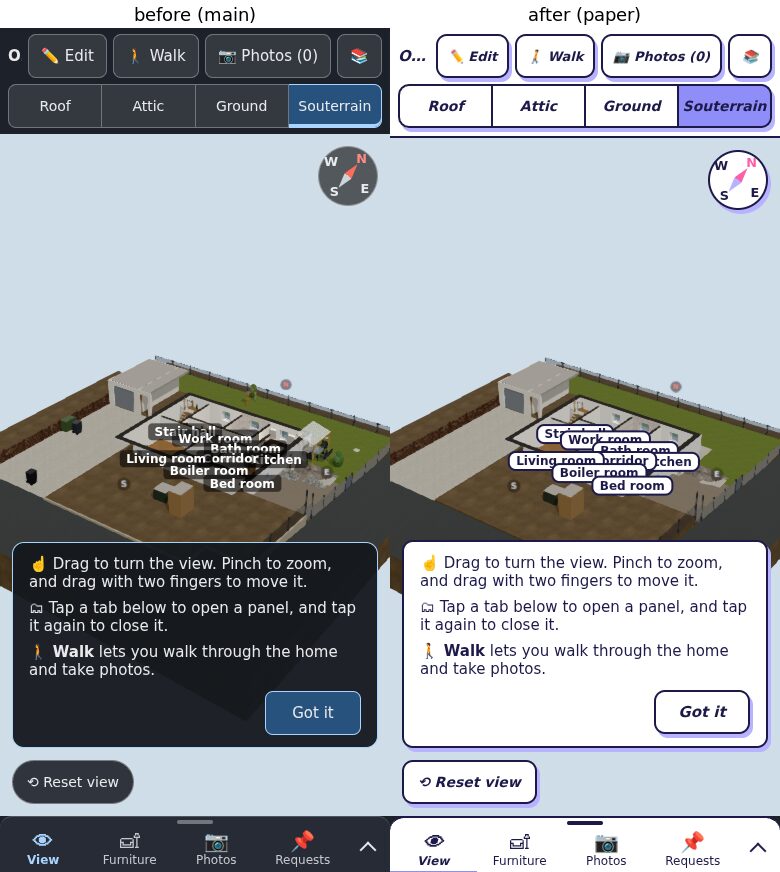 before (main)
O
✏️ Edit
🚶 Walk
📷 Photos (0)
📚
Roof
Attic
Ground
Souterrain
W
N
S
E
N
Work room
Bath room
Living room
Boiler room
Bed room
E
S
☝️ Drag to turn the view. Pinch to zoom,
and drag with two fingers to move it.
🗂 Tap a tab below to open a panel, and tap
it again to close it.
🚶 Walk lets you walk through the home
and take photos.
Got it
⟲ Reset view
View
Furniture
Photos
Requests
after (paper)
O...
✏️ Edit
🚶 Walk
📷 Photos (0)
📚
Roof
Attic
Ground
Souterrain
W
N
S
E
N
Work room
Bath room
Living room
Boiler room
Bed room
E
S
☝️ Drag to turn the view. Pinch to zoom,
and drag with two fingers to move it.
🗂 Tap a tab below to open a panel, and tap
it again to close it.
🚶 Walk lets you walk through the home
and take photos.
Got it
⟲ Reset view
View
Furniture
Photos
Requests